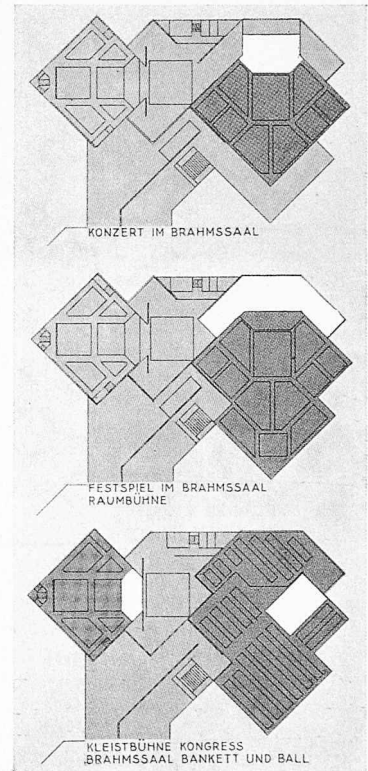 KONZERT IM BRAHMSSAAL
FESTSPIEL IM BRAHMSSAAL
RAUMBÜHNE
KLEISTBÜHNE KONGRESS
BRAHMSSAAL BANKETT UND BALL